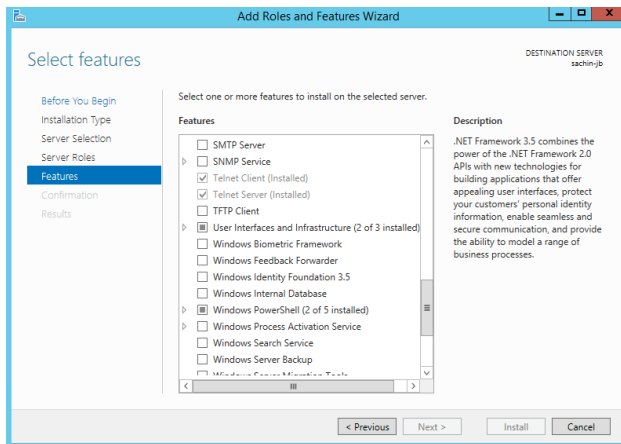 Add Roles and Features Wizard
Select features
DESTINATION SERVER
sachin-jb
Before You Begin
Installation Type
Server Selection
Server Roles
Features
Confirmation
Results
Select one or more features to install on the selected server.
Features
SMTP Server
SNMP Service
Telnet Client (Installed)
Telnet Server (Installed)
TFTP Client
User Interfaces and Infrastructure (2 of 3 installed)
Windows Biometric Framework
Windows Feedback Forwarder
Windows Identity Foundation 3.5
Windows Internal Database
Windows PowerShell (2 of 5 installed)
Windows Process Activation Service
Windows Search Service
Windows Server Backup
Windows Server Migration Tools
Description
.NET Framework 3.5 combines the
power of the .NET Framework 2.0
APIs with new technologies for
building applications that offer
appealing user interfaces, protect
your customers' personal identity
information, enable seamless and
secure communication, and provide
the ability to model a range of
business processes.
< Previous
Next >
Install
Cancel